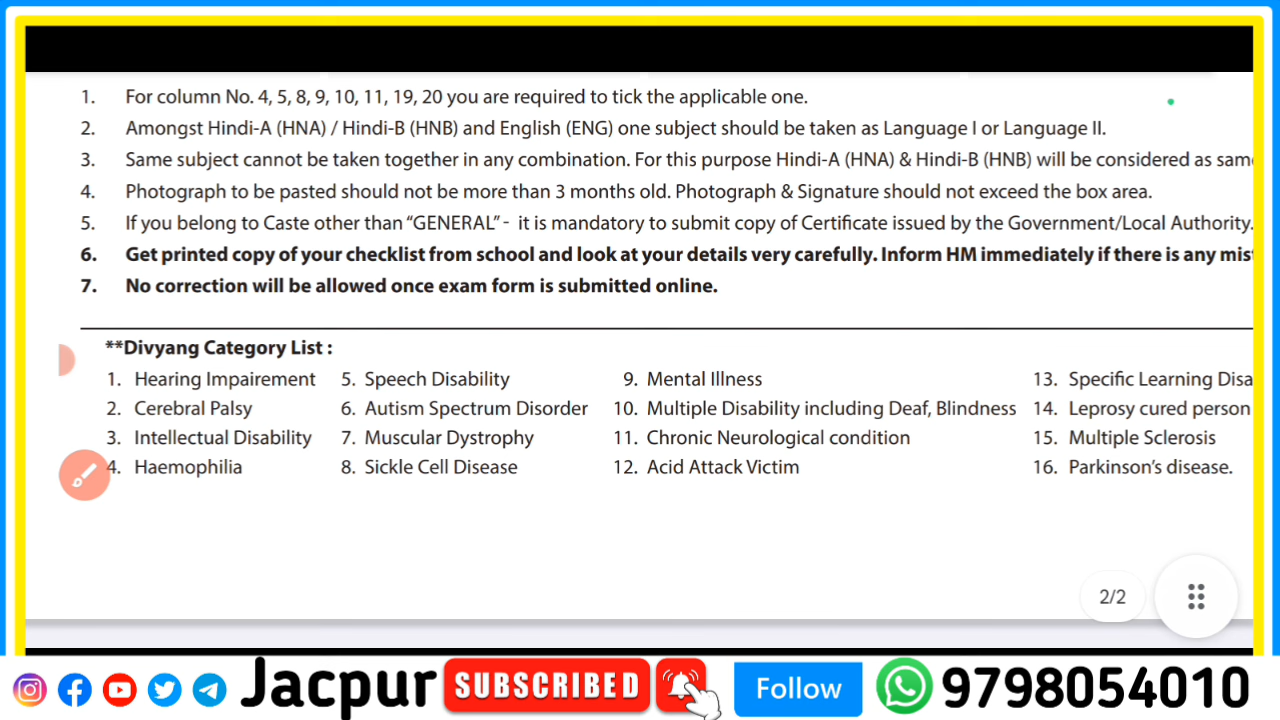 1. For column No. 4, 5, 8, 9, 10, 11, 19, 20 you are required to tick the applicable one.
2. Amongst Hindi-A (HNA) / Hindi-B (HNB) and English (ENG) one subject should be taken as Language I or Language II.
3. Same subject cannot be taken together in any combination. For this purpose Hindi-A (HNA) & Hindi-B (HNB) will be considered as sam
4. Photograph to be pasted should not be more than 3 months old. Photograph & Signature should not exceed the box area.
5. If you belong to Caste other than “GENERAL” - it is mandatory to submit copy of Certificate issued by the Government/Local Authority.
6. Get printed copy of your checklist from school and look at your details very carefully. Inform HM immediately if there is any mis
7. No correction will be allowed once exam form is submitted online.
**Divyang Category List :
1. Hearing Impairement 5. Speech Disability 9. Mental Illness 13. Specific Learning Disa
2. Cerebral Palsy 6. Autism Spectrum Disorder 10. Multiple Disability including Deaf, Blindness 14. Leprosy cured person
3. Intellectual Disability 7. Muscular Dystrophy 11. Chronic Neurological condition 15. Multiple Sclerosis
4. Haemophilia 8. Sickle Cell Disease 12. Acid Attack Victim 16. Parkinson's disease.
2/2
Jacpur SUBSCRIBED Follow 9798054010